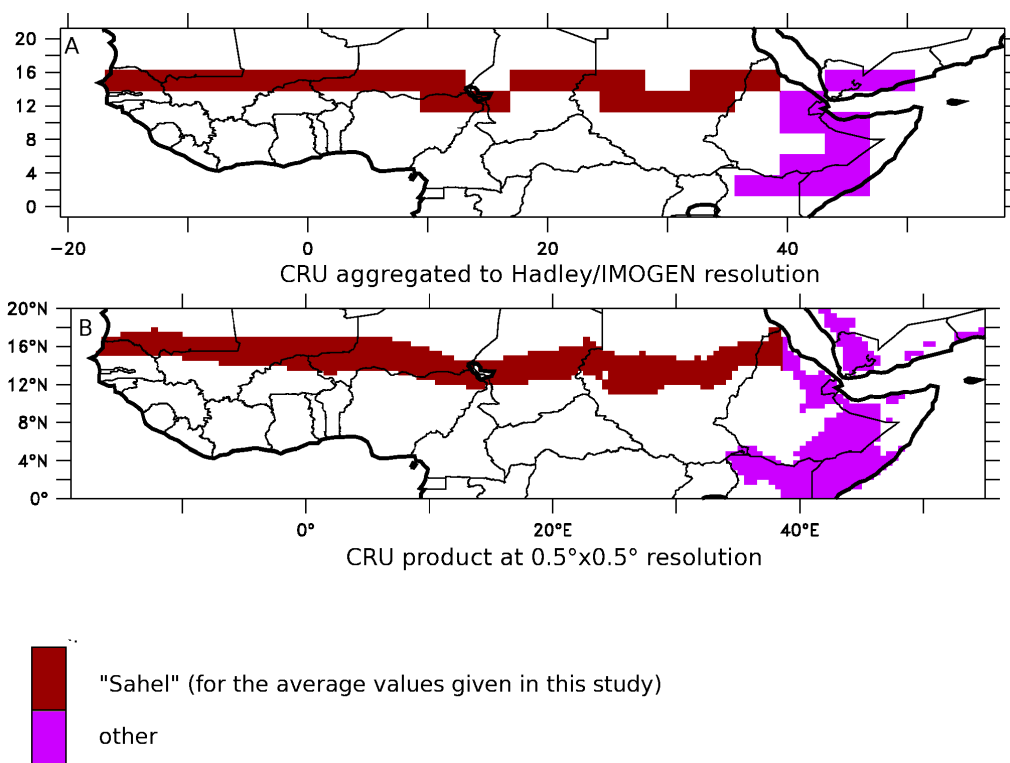 A
20
16
12
8
4
0
−20 0 20 40
CRU aggregated to Hadley/IMOGEN resolution
B
20°N
16°N
12°N
8°N
4°N
0°
0° 20°E 40°E
CRU product at 0.5°x0.5° resolution
"Sahel" (for the average values given in this study)
other